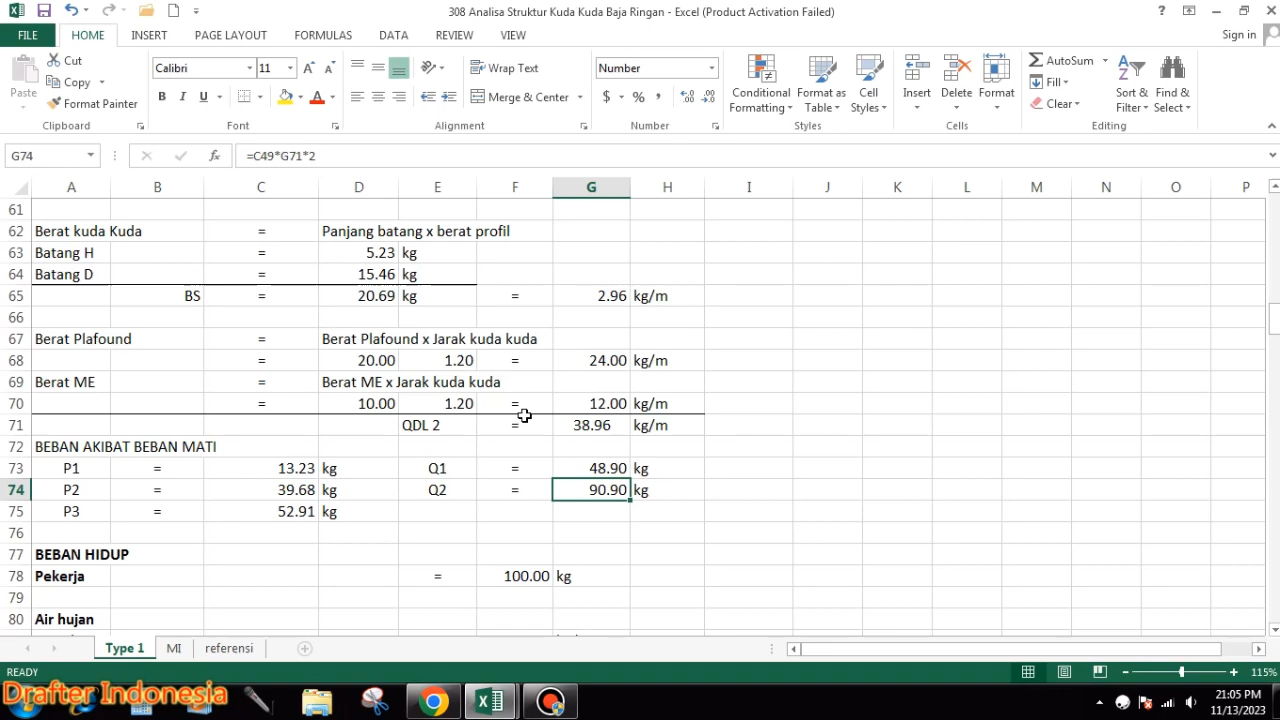 308 Analisa Struktur Kuda Kuda Baja Ringan - Excel (Product Activation Failed)
FILE HOME INSERT PAGE LAYOUT FORMULAS DATA REVIEW VIEW Sign in
Paste Cut Copy Format Painter
Calibri 11 B I U A
Wrap Text Merge & Center
Number $ % ,
Conditional Formatting Format as Table Cell Styles
Insert Delete Format
AutoSum Fill Clear Sort & Filter Find & Select
Clipboard Font Alignment Number Styles Cells Editing
G74 fx =C49*G71*2
A B C D E F G H I J K L M N O P
61
62 Berat kuda Kuda = Panjang batang x berat profil
63 Batang H = 5.23 kg
64 Batang D = 15.46 kg
65 BS = 20.69 kg = 2.96 kg/m
66
67 Berat Plafound = Berat Plafound x Jarak kuda kuda
68 = 20.00 1.20 = 24.00 kg/m
69 Berat ME = Berat ME x Jarak kuda kuda
70 = 10.00 1.20 = 12.00 kg/m
71 QDL 2 = 38.96 kg/m
72 BEBAN AKIBAT BEBAN MATI
73 P1 = 13.23 kg Q1 = 48.90 kg
74 P2 = 39.68 kg Q2 = 90.90 kg
75 P3 = 52.91 kg
76
77 BEBAN HIDUP
78 Pekerja = 100.00 kg
79
80 Air hujan
Type 1 MI referensi
READY 115%
Drafter Indonesia
21:05 PM
11/13/2023